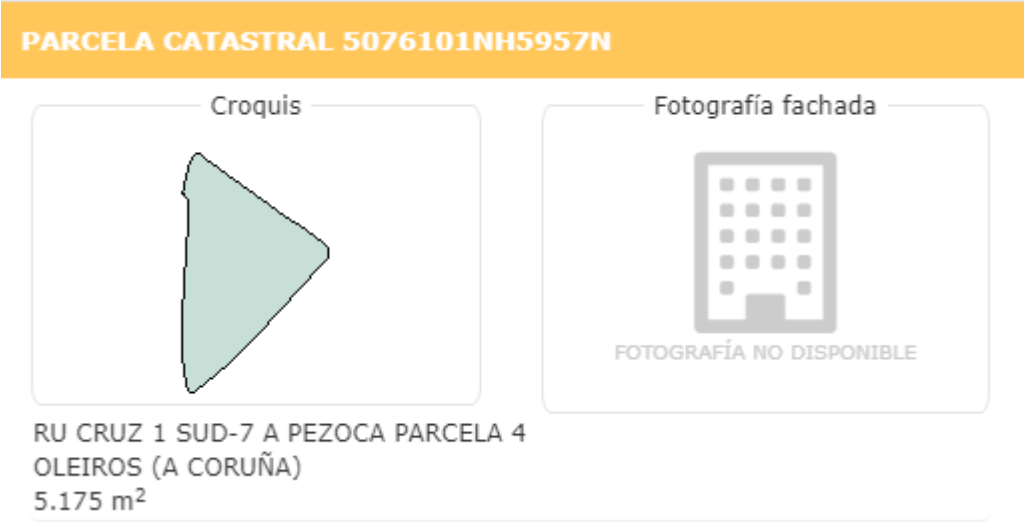 PARCELA CATASTRAL 5076101NH5957N
Croquis
Fotografía fachada
FOTOGRAFÍA NO DISPONIBLE
RU CRUZ 1 SUD-7 A PEZOCA PARCELA 4
OLEIROS (A CORUÑA)
5.175 m²